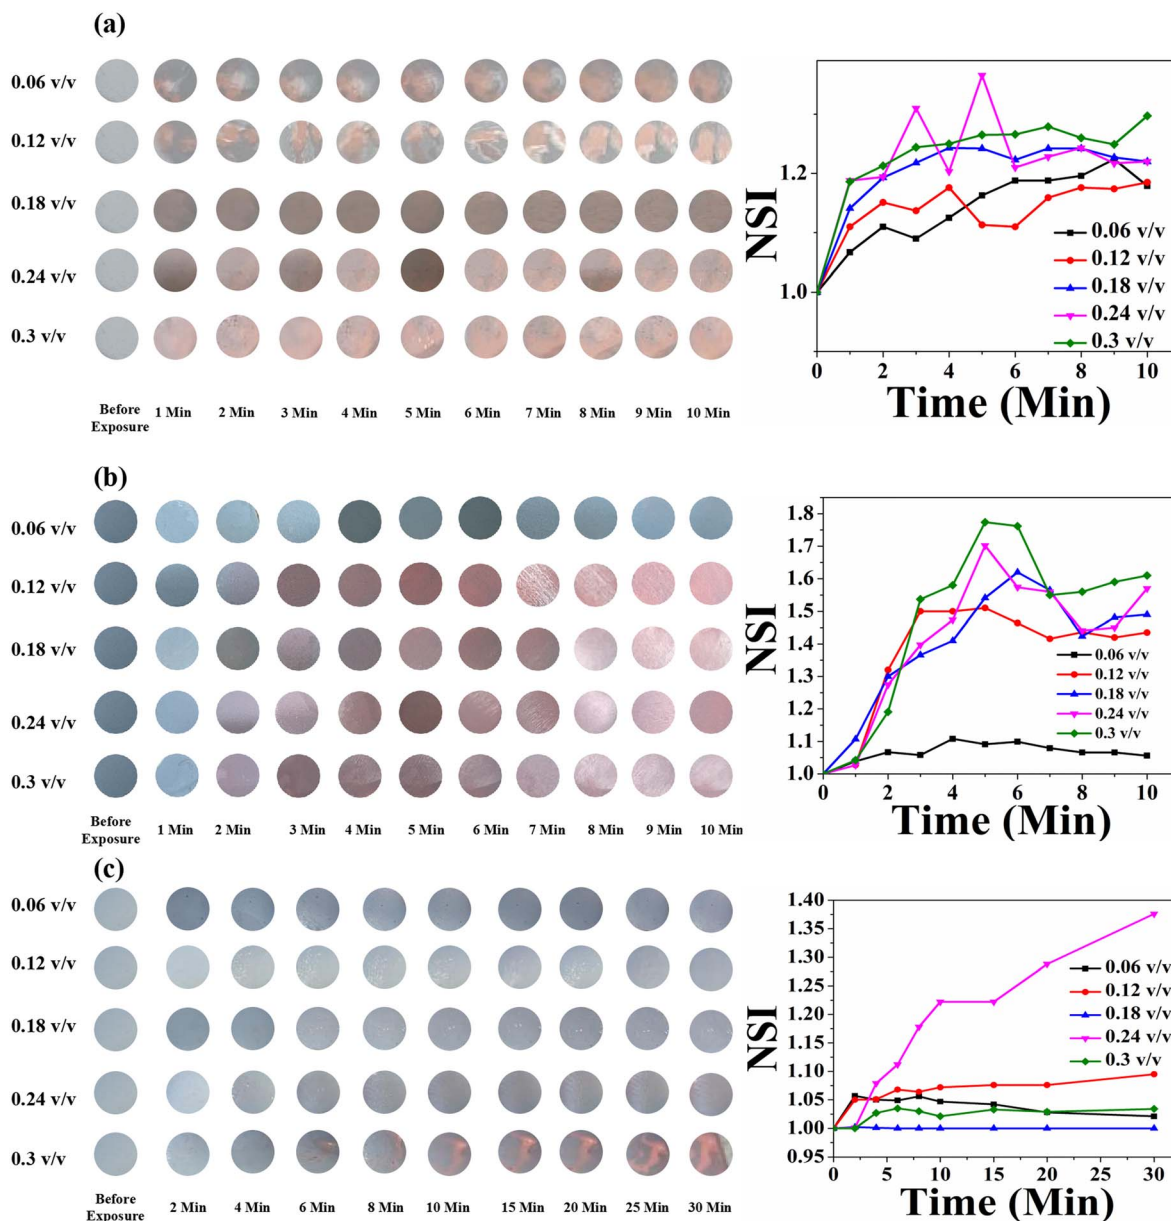 (a)
0.06 v/v
0.12 v/v
0.18 v/v
0.24 v/v
0.3 v/v
Before
Exposure
1 Min
2 Min
3 Min
4 Min
5 Min
6 Min
7 Min
8 Min
9 Min
10 Min
NSI
1.2
1.0
0.06 v/v
0.12 v/v
0.18 v/v
0.24 v/v
0.3 v/v
0
2
4
6
8
10
Time (Min)
(b)
0.06 v/v
0.12 v/v
0.18 v/v
0.24 v/v
0.3 v/v
Before
Exposure
1 Min
2 Min
3 Min
4 Min
5 Min
6 Min
7 Min
8 Min
9 Min
10 Min
NSI
1.8
1.7
1.6
1.5
1.4
1.3
1.2
1.1
1.0
0.06 v/v
0.12 v/v
0.18 v/v
0.24 v/v
0.3 v/v
0
2
4
6
8
10
Time (Min)
(c)
0.06 v/v
0.12 v/v
0.18 v/v
0.24 v/v
0.3 v/v
Before
Exposure
2 Min
4 Min
6 Min
8 Min
10 Min
15 Min
20 Min
25 Min
30 Min
NSI
1.40
1.35
1.30
1.25
1.20
1.15
1.10
1.05
1.00
0.95
0.06 v/v
0.12 v/v
0.18 v/v
0.24 v/v
0.3 v/v
0
5
10
15
20
25
30
Time (Min)